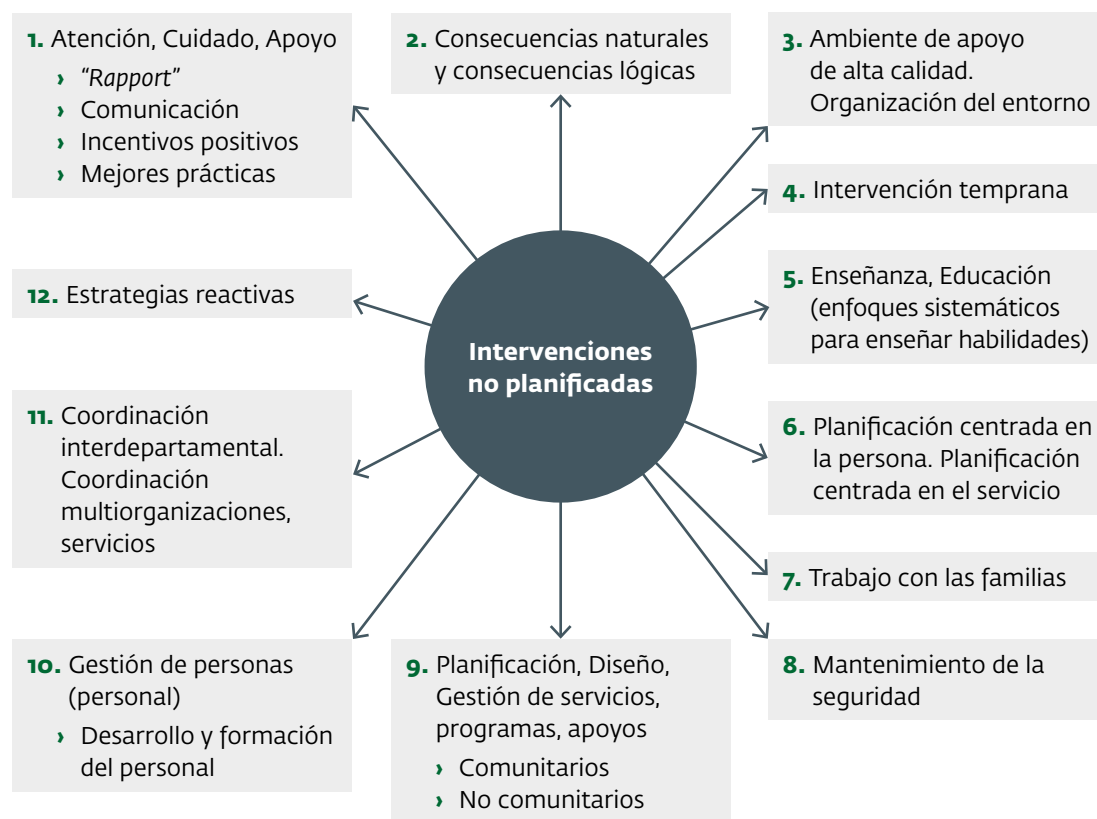 1. Atención, Cuidado, Apoyo
› "Rapport"
› Comunicación
› Incentivos positivos
› Mejores prácticas
2. Consecuencias naturales
y consecuencias lógicas
3. Ambiente de apoyo
de alta calidad.
Organización del entorno
4. Intervención temprana
5. Enseñanza, Educación
(enfoques sistemáticos
para enseñar habilidades)
6. Planificación centrada en
la persona. Planificación
centrada en el servicio
7. Trabajo con las familias
8. Mantenimiento de la
seguridad
9. Planificación, Diseño,
Gestión de servicios,
programas, apoyos
› Comunitarios
› No comunitarios
10. Gestión de personas
(personal)
› Desarrollo y formación
del personal
11. Coordinación
interdepartamental.
Coordinación
multiorganizaciones,
servicios
12. Estrategias reactivas
Intervenciones
no planificadas